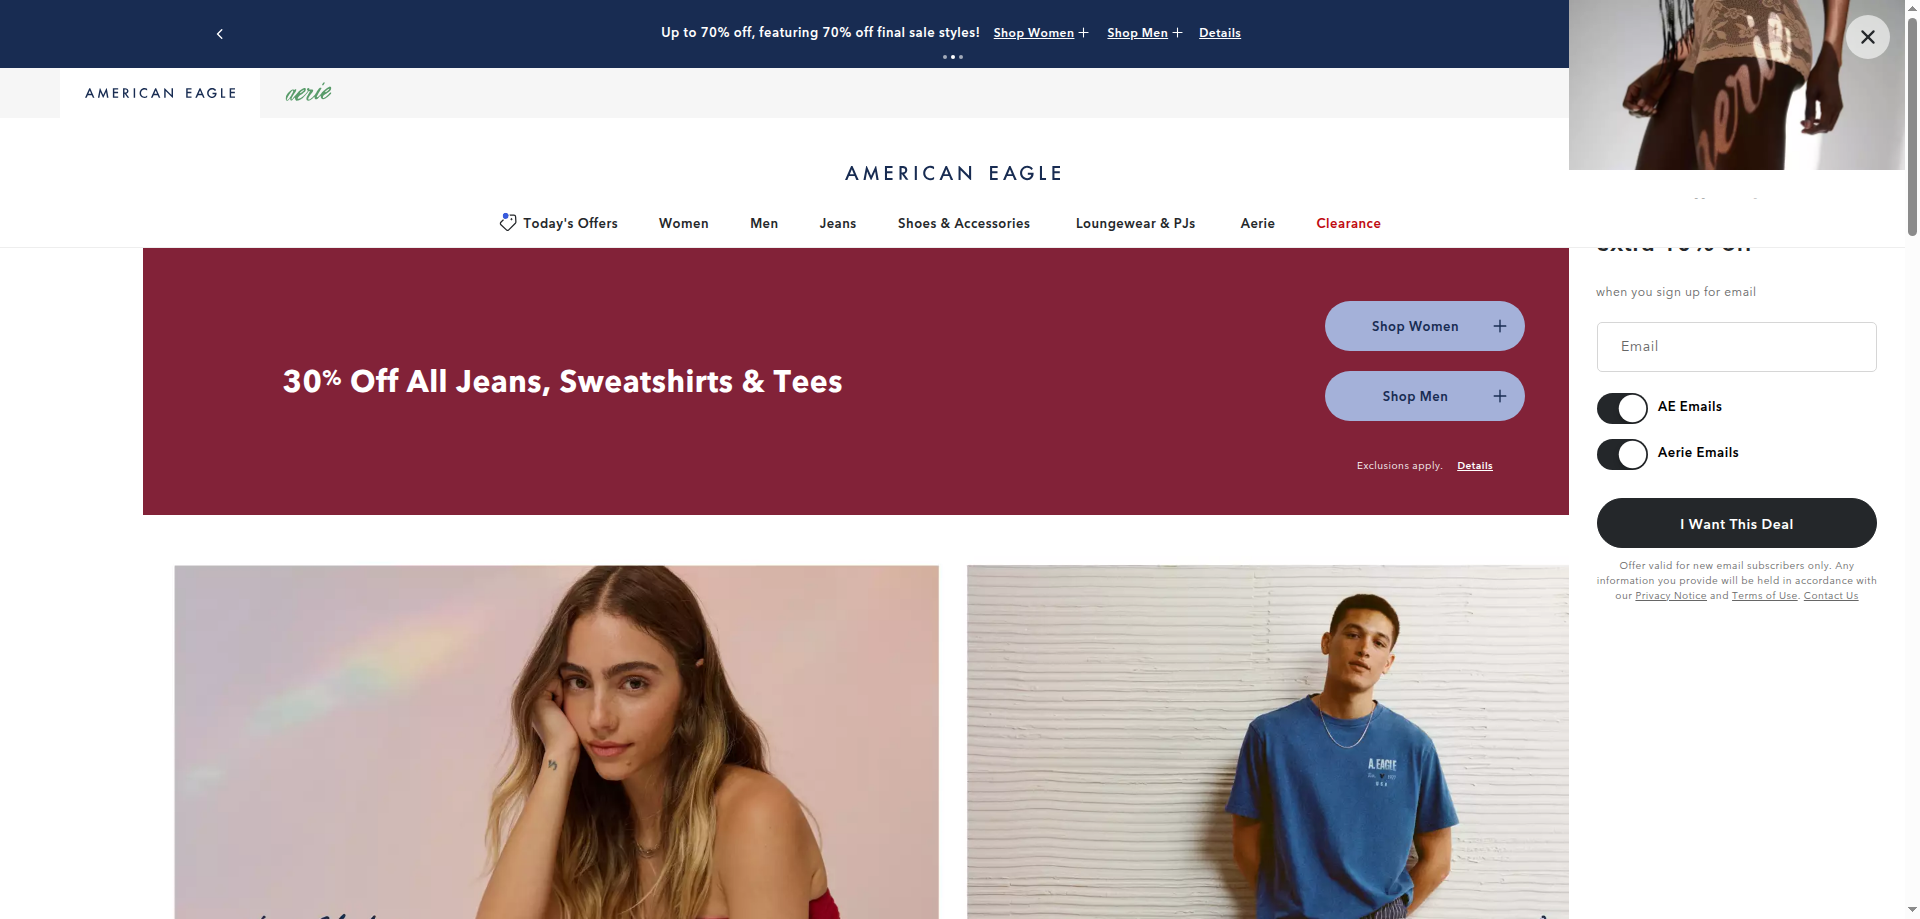 Up to 70% off, featuring 70% off final sale styles! Shop Women + Shop Men + Details
AMERICAN EAGLE
aerie
AMERICAN EAGLE
Today's Offers
Women
Men
Jeans
Shoes & Accessories
Loungewear & PJs
Aerie
Clearance
30% Off All Jeans, Sweatshirts & Tees
Shop Women +
Shop Men +
Exclusions apply. Details
when you sign up for email
Email
AE Emails
Aerie Emails
I Want This Deal
Offer valid for new email subscribers only. Any
information you provide will be held in accordance with
our Privacy Notice and Terms of Use. Contact Us
A. EAGLE
USA